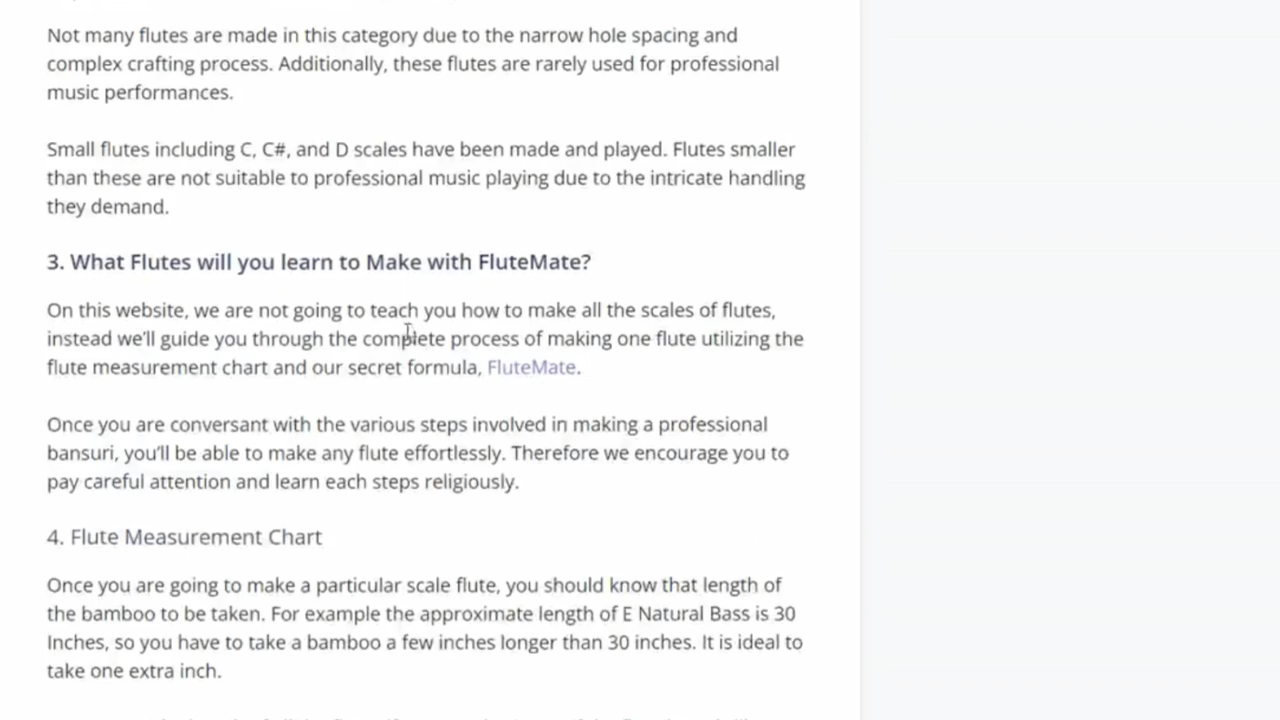 Not many flutes are made in this category due to the narrow hole spacing and
complex crafting process. Additionally, these flutes are rarely used for professional
music performances.
Small flutes including C, C#, and D scales have been made and played. Flutes smaller
than these are not suitable to professional music playing due to the intricate handling
they demand.
3. What Flutes will you learn to Make with FluteMate?
On this website, we are not going to teach you how to make all the scales of flutes,
instead we'll guide you through the complete process of making one flute utilizing the
flute measurement chart and our secret formula, FluteMate.
Once you are conversant with the various steps involved in making a professional
bansuri, you'll be able to make any flute effortlessly. Therefore we encourage you to
pay careful attention and learn each steps religiously.
4. Flute Measurement Chart
Once you are going to make a particular scale flute, you should know that length of
the bamboo to be taken. For example the approximate length of E Natural Bass is 30
Inches, so you have to take a bamboo a few inches longer than 30 inches. It is ideal to
take one extra inch.